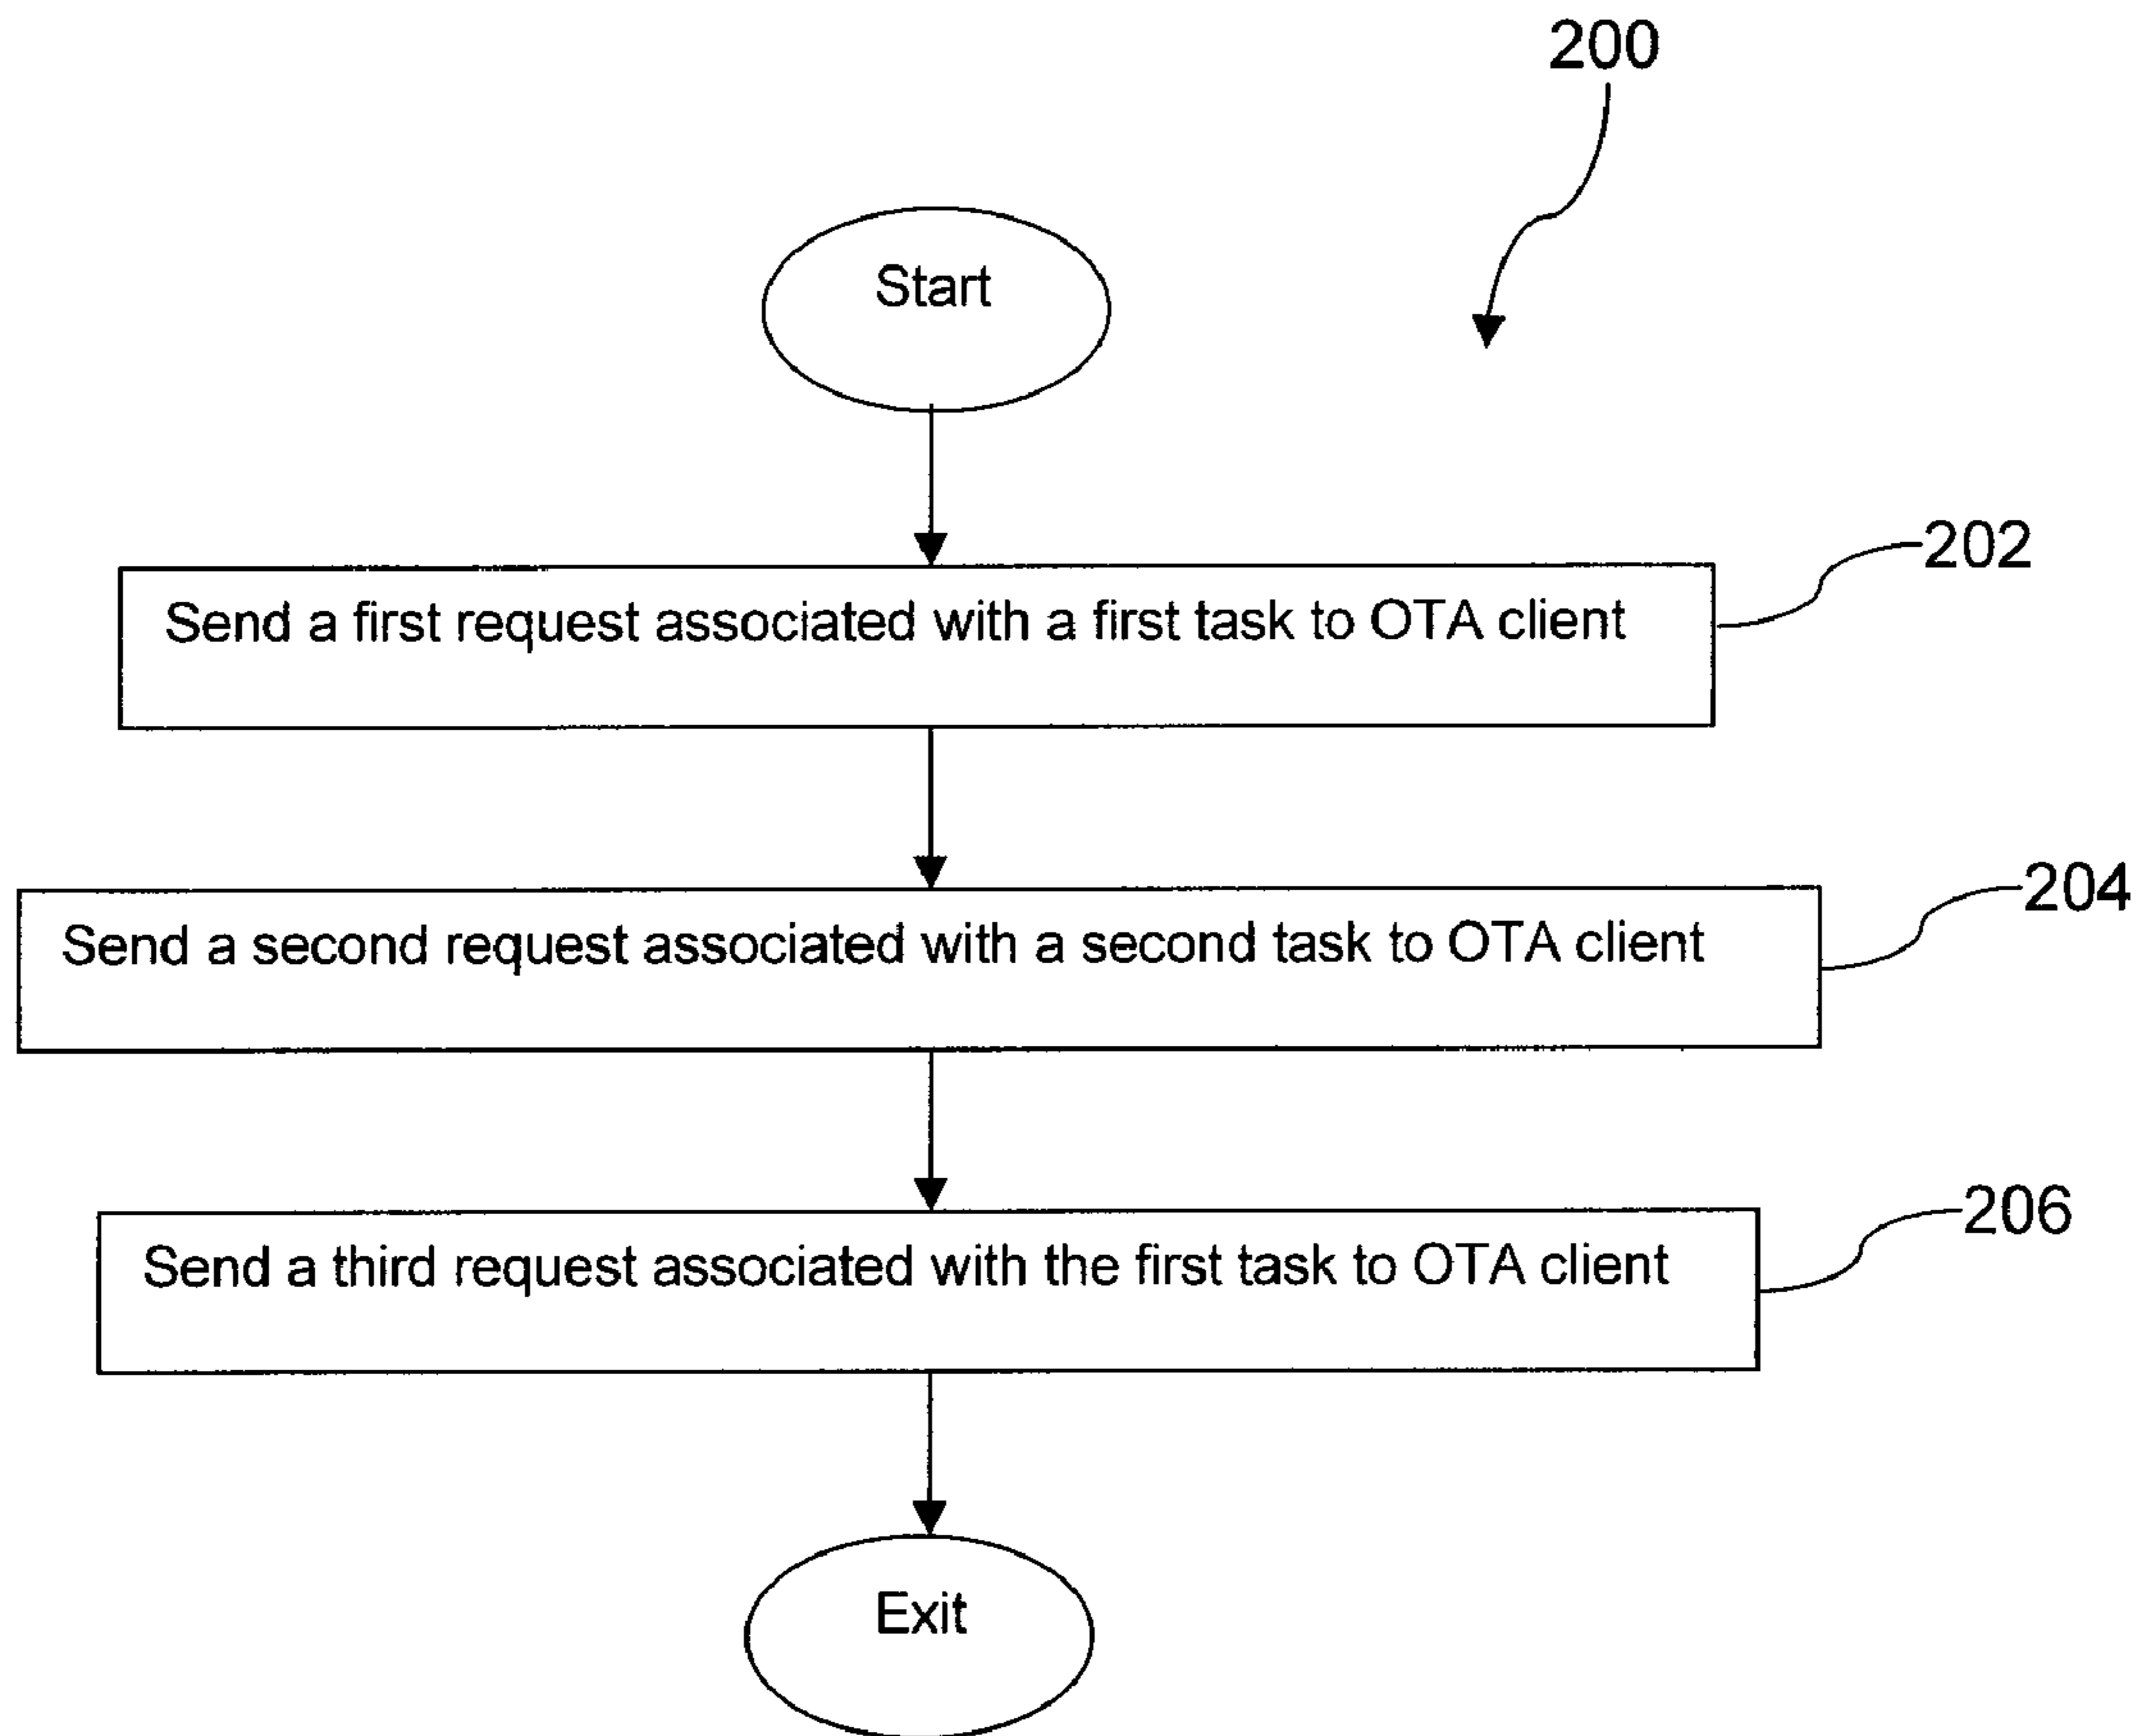 200
Start
202
Send a first request associated with a first task to OTA client
204
Send a second request associated with a second task to OTA client
206
Send a third request associated with the first task to OTA client
Exit